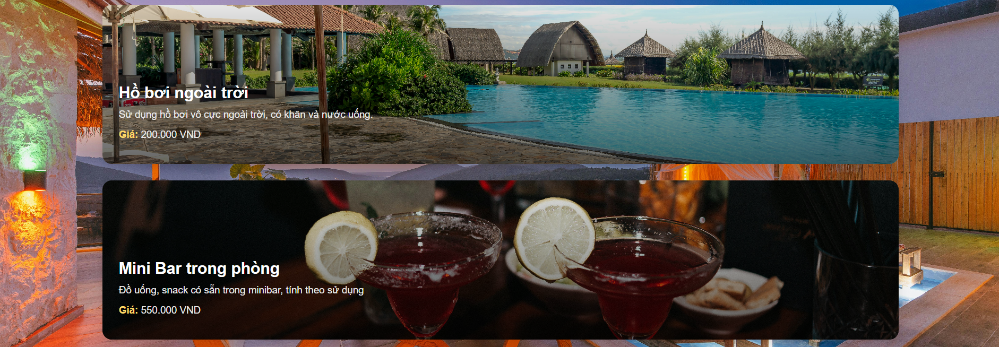 Hồ bơi ngoài trời
Sử dụng hồ bơi vô cực ngoài trời, có khăn và nước uống.
Giá: 200.000 VND
Mini Bar trong phòng
Đồ uống, snack có sẵn trong minibar, tính theo sử dụng
Giá: 550.000 VND